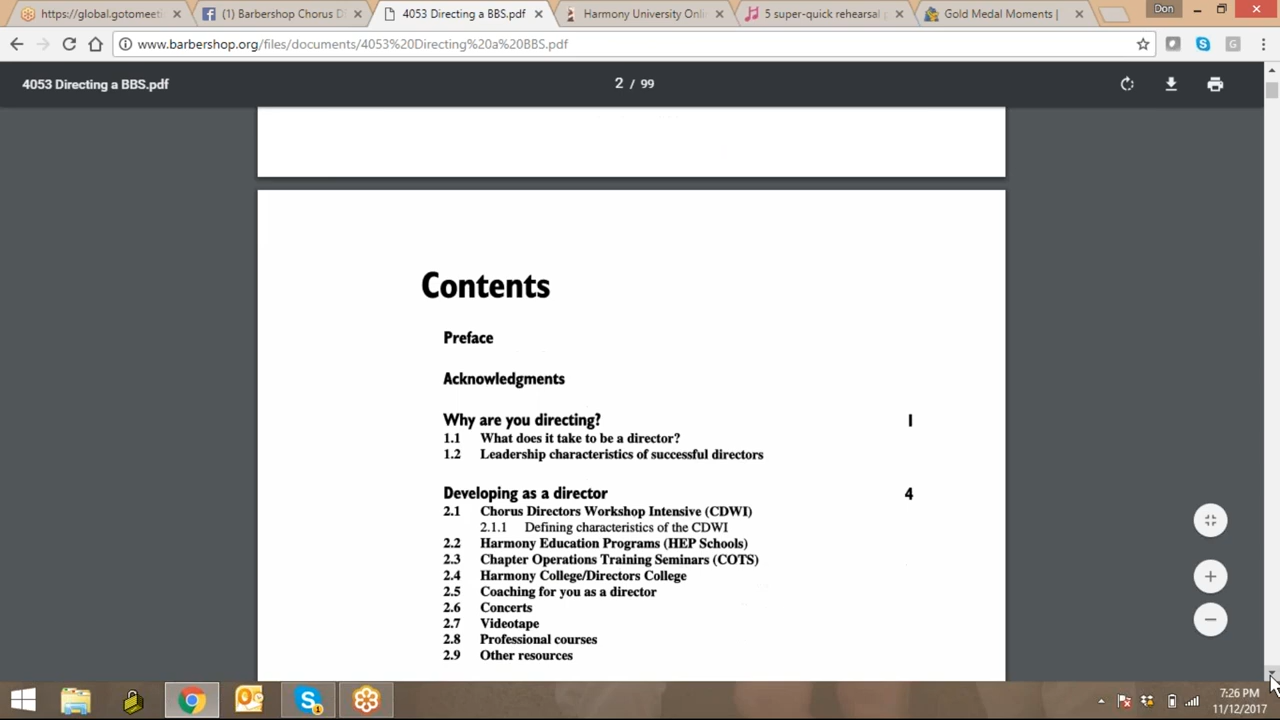 https://global.gotomeeti
(1) Barbershop Chorus D
4053 Directing a BBS.pdf
Harmony University Onli
5 super-quick rehearsal
Gold Medal Moments |
Don
www.barbershop.org/files/documents/4053%20Directing%20a%20BBS.pdf
4053 Directing a BBS.pdf
2 / 99
Contents
Preface
Acknowledgments
Why are you directing? 1
1.1 What does it take to be a director?
1.2 Leadership characteristics of successful directors
Developing as a director 4
2.1 Chorus Directors Workshop Intensive (CDWI)
2.1.1 Defining characteristics of the CDWI
2.2 Harmony Education Programs (HEP Schools)
2.3 Chapter Operations Training Seminars (COTS)
2.4 Harmony College/Directors College
2.5 Coaching for you as a director
2.6 Concerts
2.7 Videotape
2.8 Professional courses
2.9 Other resources
7:26 PM
11/12/2017